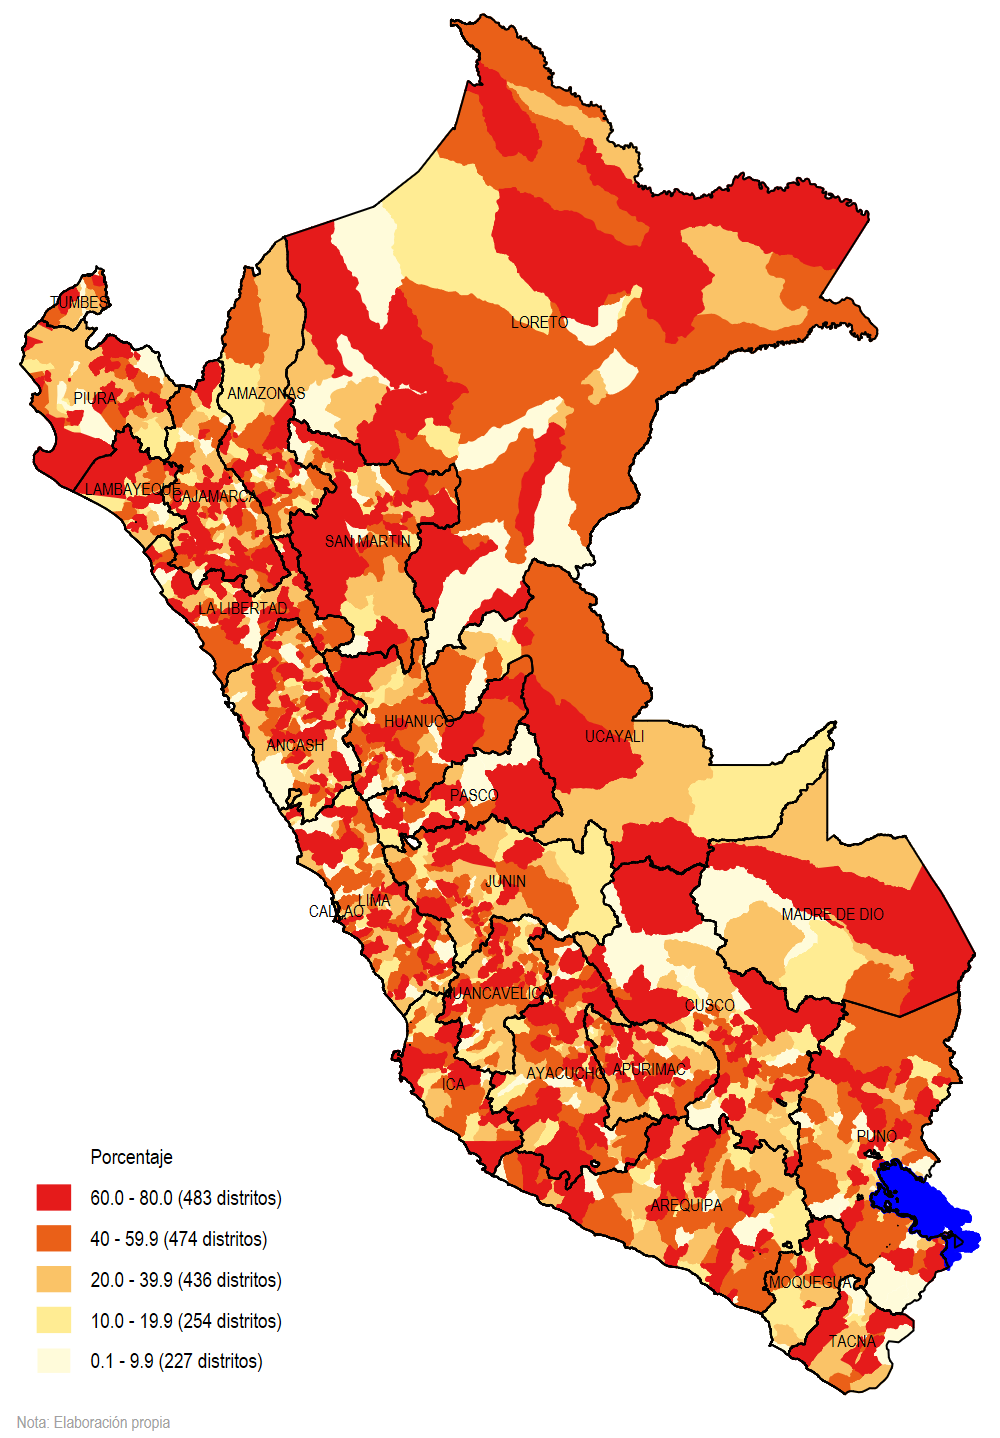 TUMBES
LORETO
PIURA
AMAZONAS
LAMBAYEQUE
CAJAMARCA
SAN MARTIN
LA LIBERTAD
HUANUCO
UCAYALI
ANCASH
PASCO
JUNIN
LIMA
CALLAO
MADRE DE DIO
HUANCAVELICA
CUSCO
AYACUCHO
APURIMAC
ICA
PUNO
AREQUIPA
MOQUEGUA
TACNA
Porcentaje
60.0 - 80.0 (483 distritos)
40 - 59.9 (474 distritos)
20.0 - 39.9 (436 distritos)
10.0 - 19.9 (254 distritos)
0.1 - 9.9 (227 distritos)
Nota: Elaboración propia